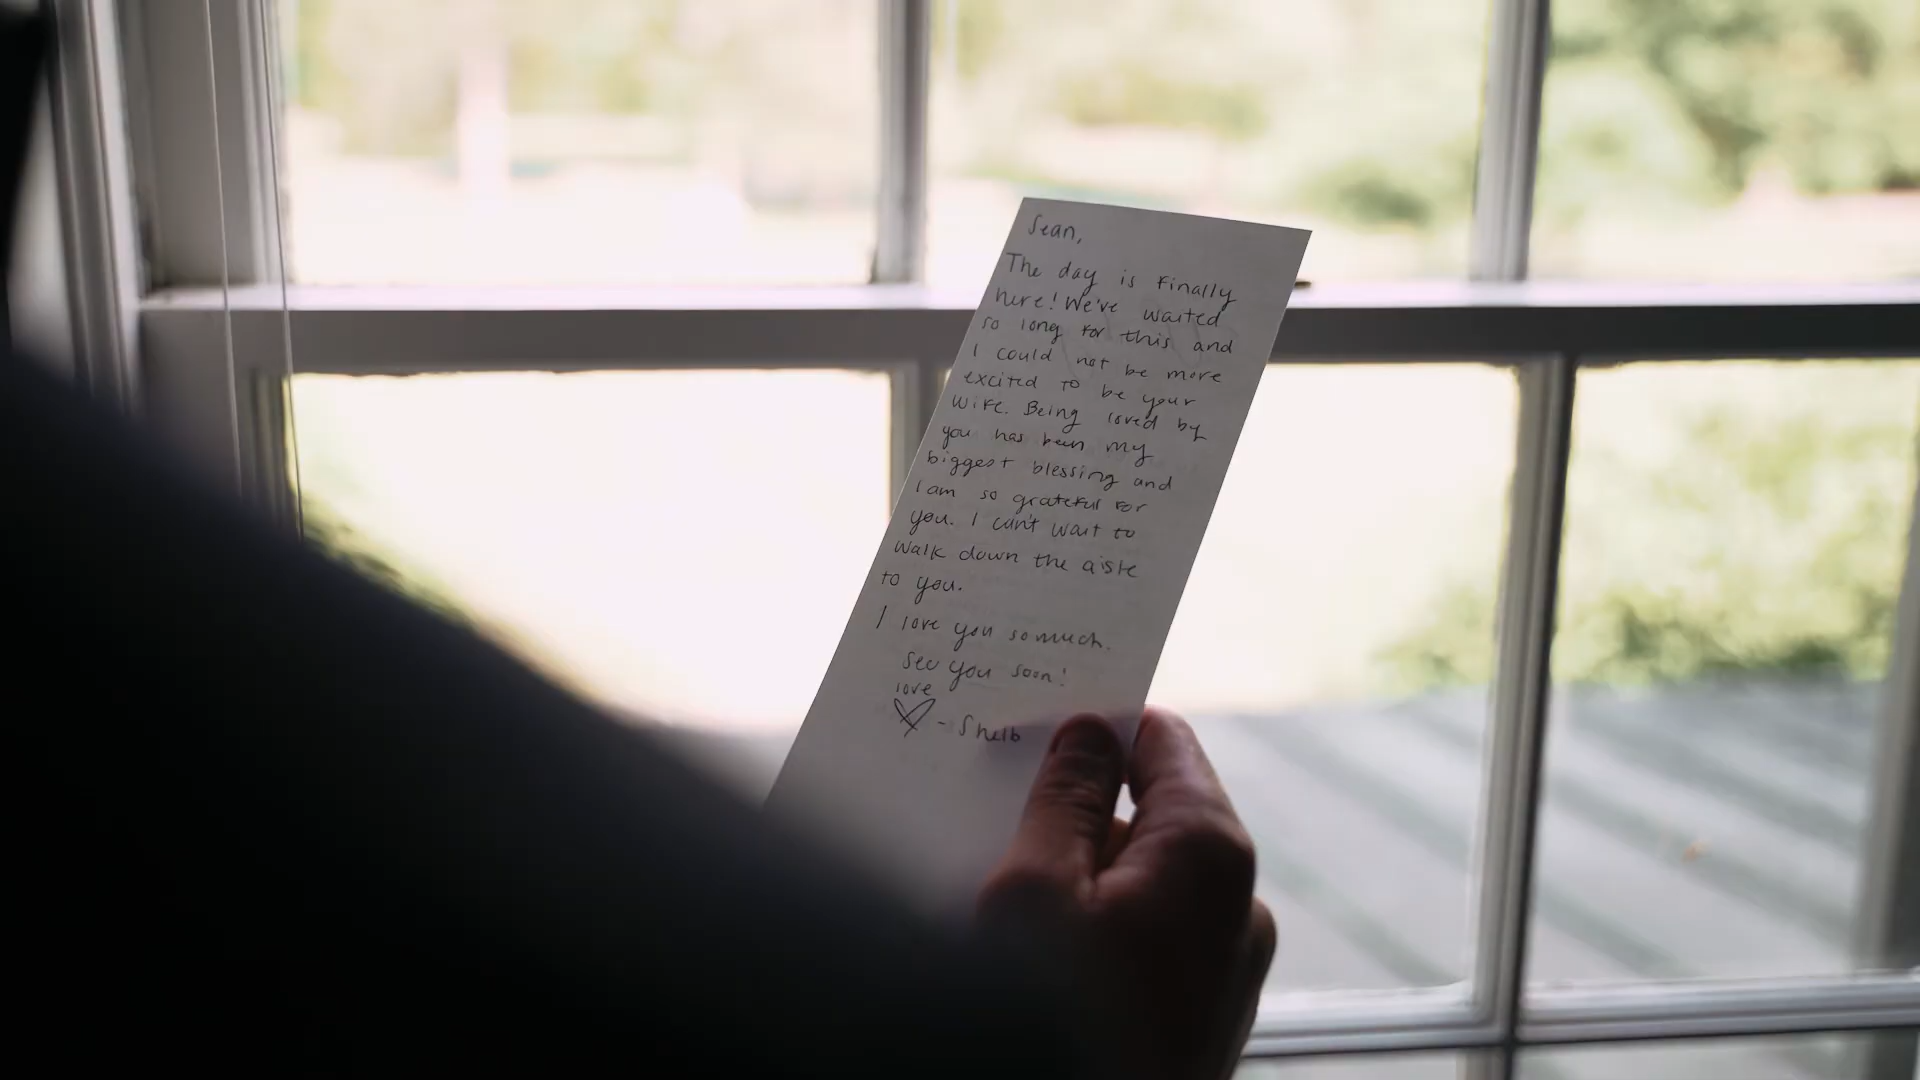 Sean,
The day is Finally
here! We've waited
so long for this and
I could not be more
excited to be your
wife. Being loved by
you has been my
biggest blessing and
I am so grateful for
you. I can't wait to
walk down the aisle
to you.
I love you so much.
See you soon!
love
- Shelb